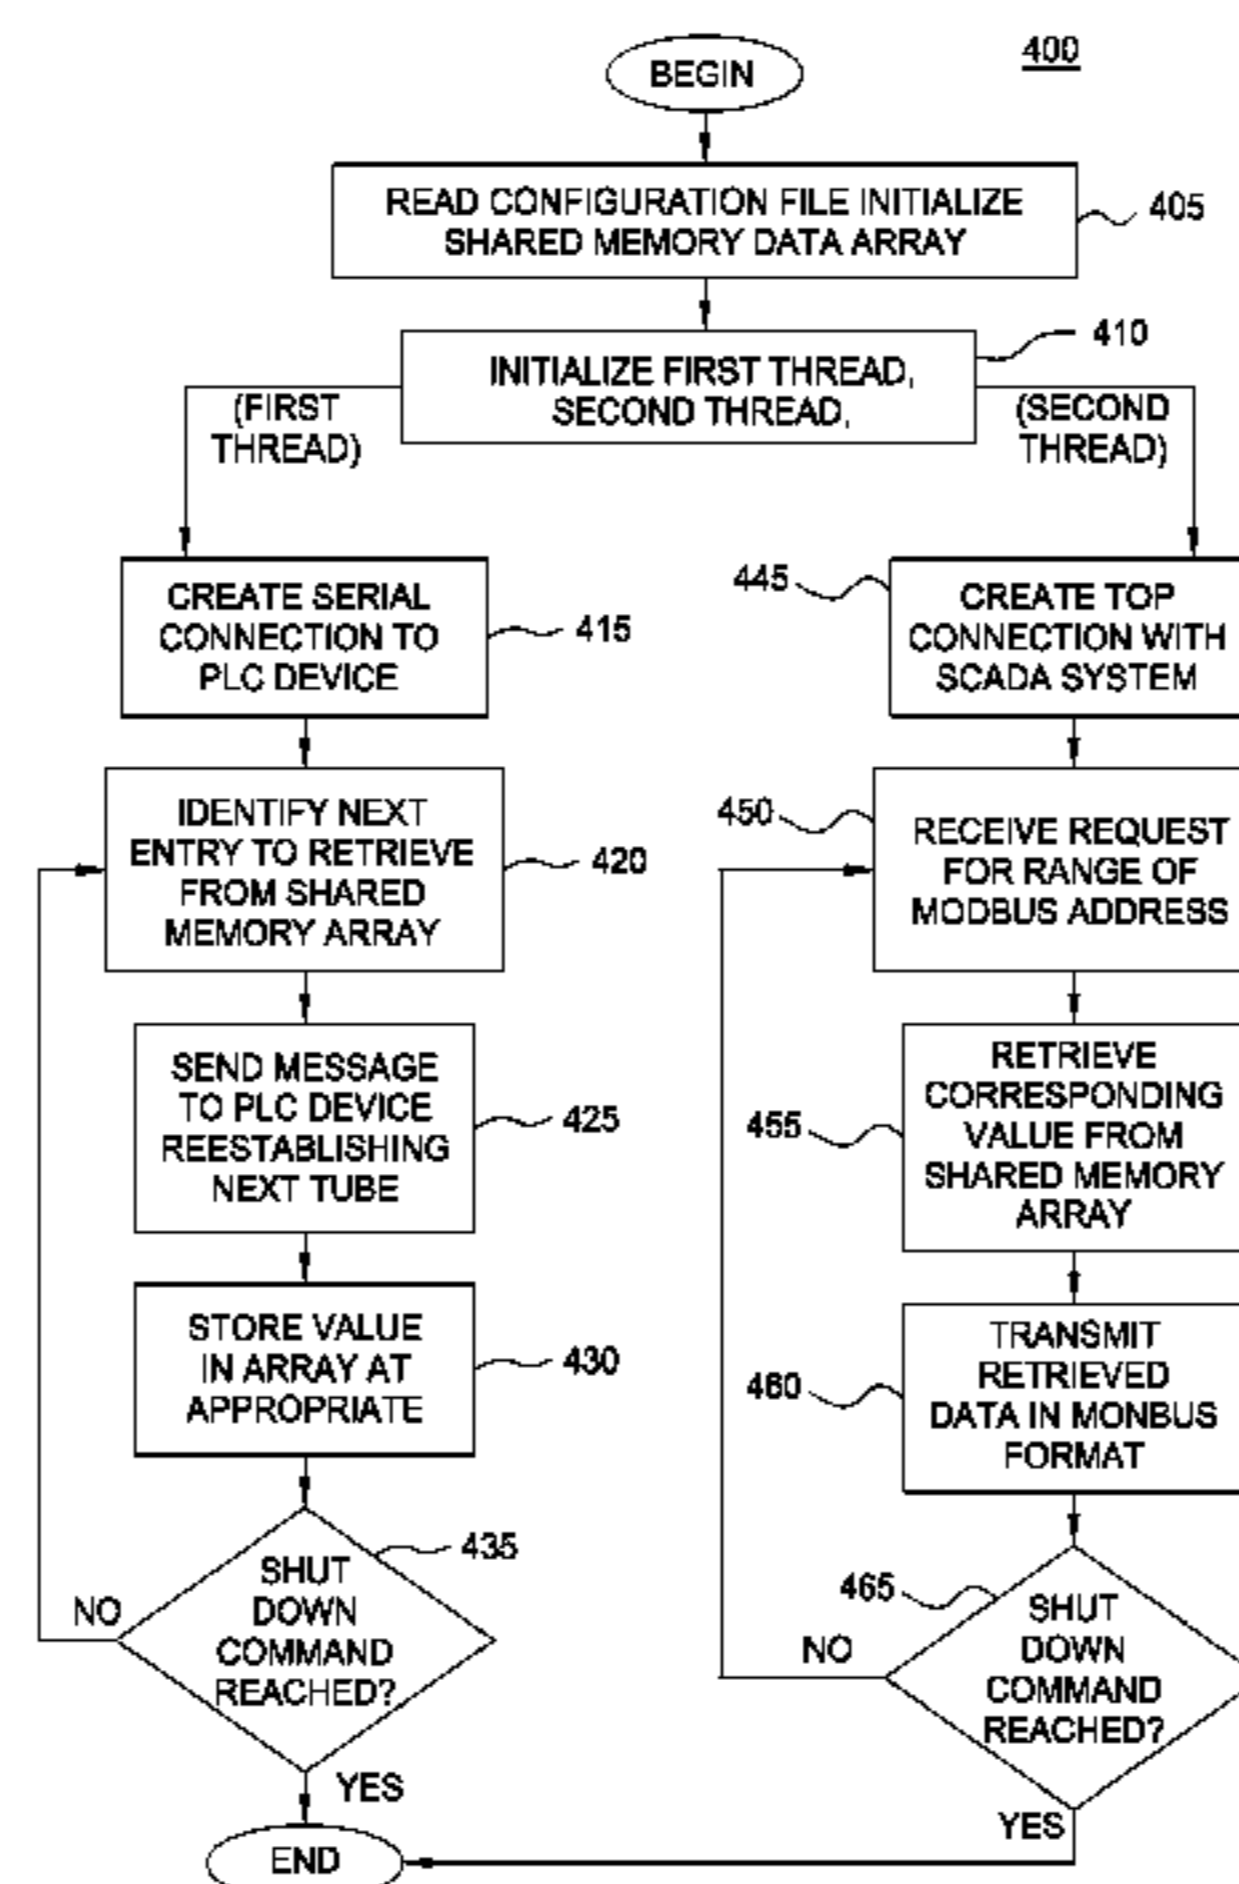 400
BEGIN
READ CONFIGURATION FILE INITIALIZE
SHARED MEMORY DATA ARRAY
405
INITIALIZE FIRST THREAD,
SECOND THREAD,
410
(FIRST
THREAD)
(SECOND
THREAD)
CREATE SERIAL
CONNECTION TO
PLC DEVICE
415
IDENTIFY NEXT
ENTRY TO RETRIEVE
FROM SHARED
MEMORY ARRAY
420
SEND MESSAGE
TO PLC DEVICE
REESTABLISHING
NEXT TUBE
425
STORE VALUE
IN ARRAY AT
APPROPRIATE
430
SHUT
DOWN
COMMAND
REACHED?
435
NO
YES
END
445
CREATE TOP
CONNECTION WITH
SCADA SYSTEM
450
RECEIVE REQUEST
FOR RANGE OF
MODBUS ADDRESS
455
RETRIEVE
CORRESPONDING
VALUE FROM
SHARED MEMORY
ARRAY
460
TRANSMIT
RETRIEVED
DATA IN MONBUS
FORMAT
465
SHUT
DOWN
COMMAND
REACHED?
NO
YES